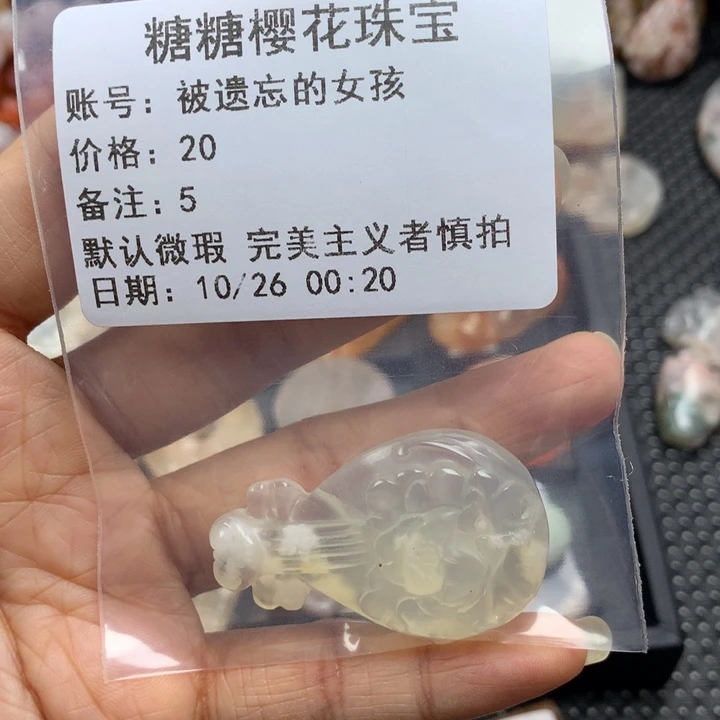 糖糖樱花珠宝
账号：被遗忘的女孩
价格：20
备注：5
默认微瑕 完美主义者慎拍
日期：10/26 00:20